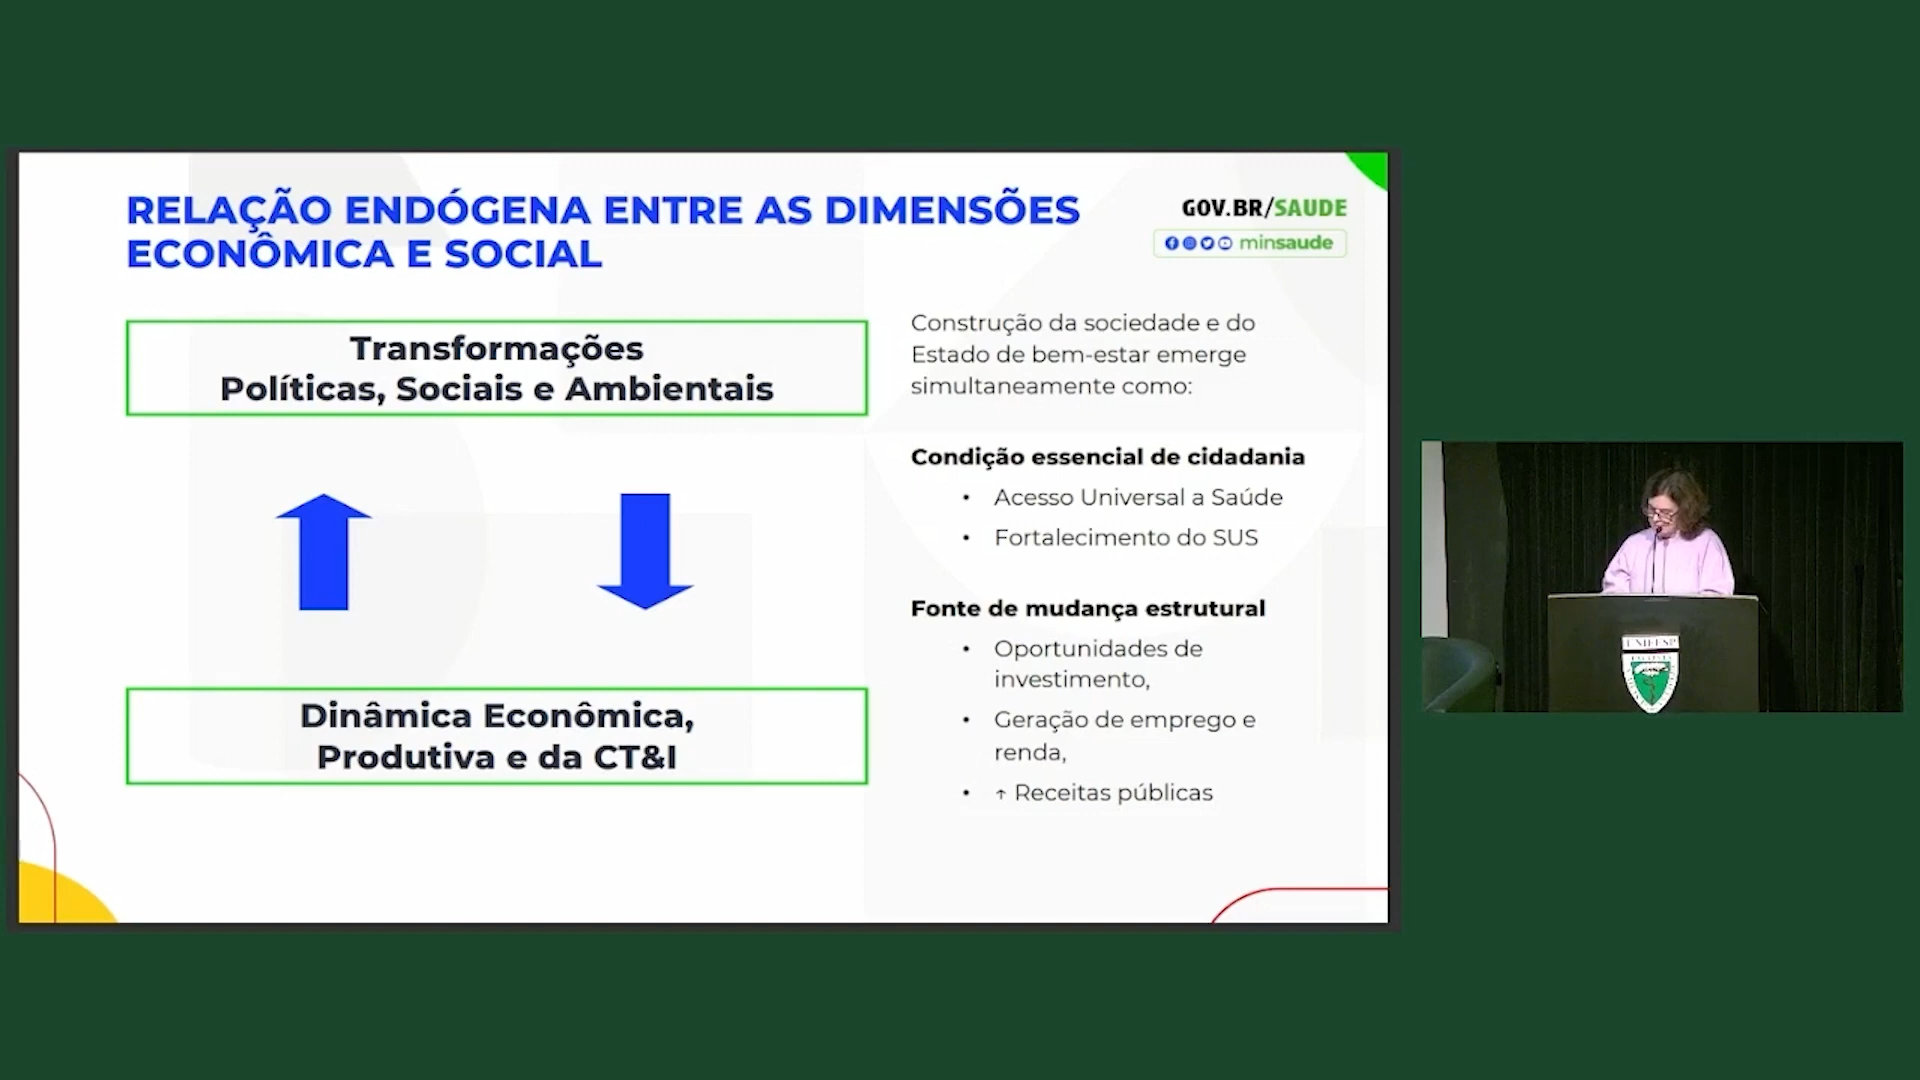 RELAÇÃO ENDÓGENA ENTRE AS DIMENSÕES
ECONÔMICA E SOCIAL
GOV.BR/SAUDE
minsaude
Transformações
Políticas, Sociais e Ambientais
Dinâmica Econômica,
Produtiva e da CT&I
Construção da sociedade e do
Estado de bem-estar emerge
simultaneamente como:
Condição essencial de cidadania
• Acesso Universal a Saúde
• Fortalecimento do SUS
Fonte de mudança estrutural
• Oportunidades de
investimento,
• Geração de emprego e
renda,
• ↑ Receitas públicas
UNIFESP